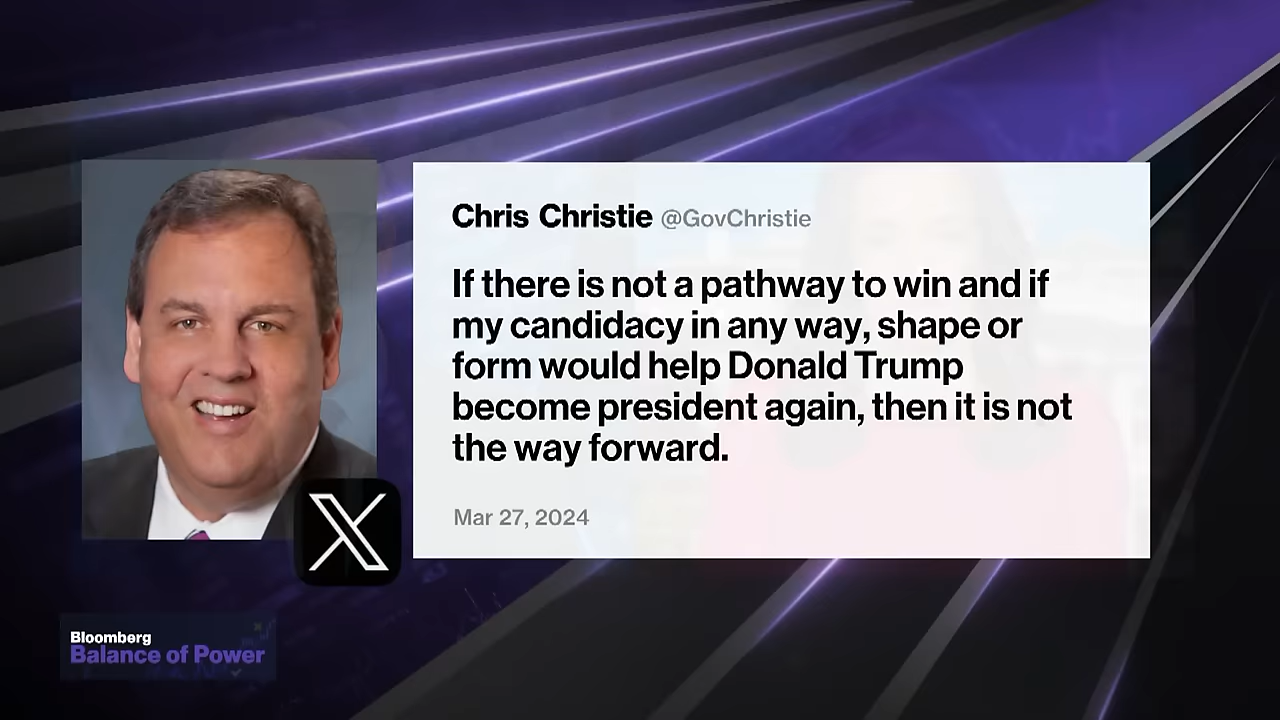 Chris Christie @GovChristie
If there is not a pathway to win and if
my candidacy in any way, shape or
form would help Donald Trump
become president again, then it is not
the way forward.
Mar 27, 2024
X
Bloomberg
Balance of Power